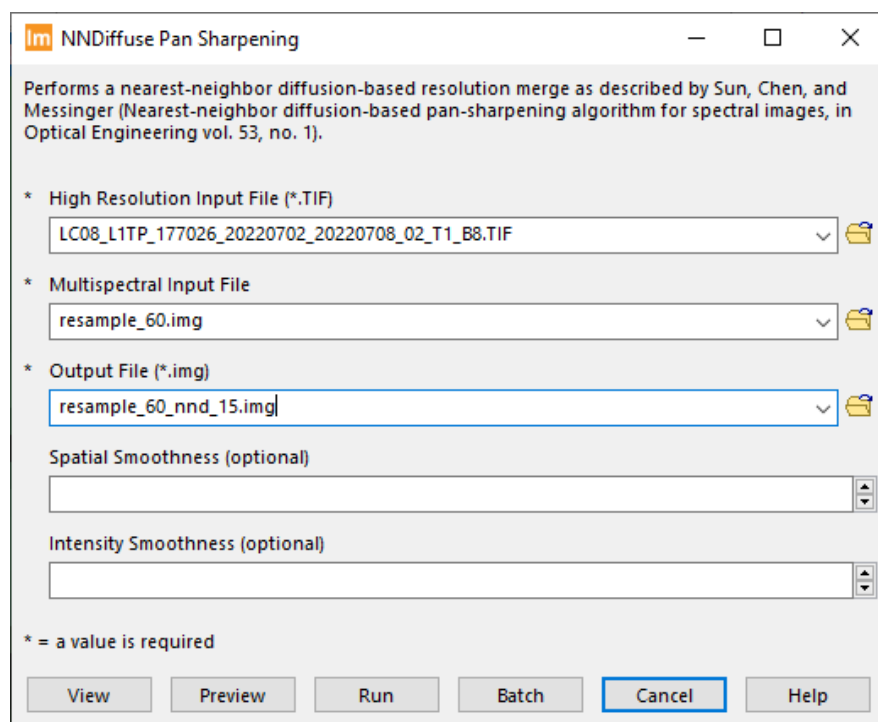 Im NNDiffuse Pan Sharpening
Performs a nearest-neighbor diffusion-based resolution merge as described by Sun, Chen, and
Messinger (Nearest-neighbor diffusion-based pan-sharpening algorithm for spectral images, in
Optical Engineering vol. 53, no. 1).
* High Resolution Input File (*.TIF)
LC08_L1TP_177026_20220702_20220708_02_T1_B8.TIF
* Multispectral Input File
resample_60.img
* Output File (*.img)
resample_60_nnd_15.img
Spatial Smoothness (optional)
Intensity Smoothness (optional)
* = a value is required
View Preview Run Batch Cancel Help